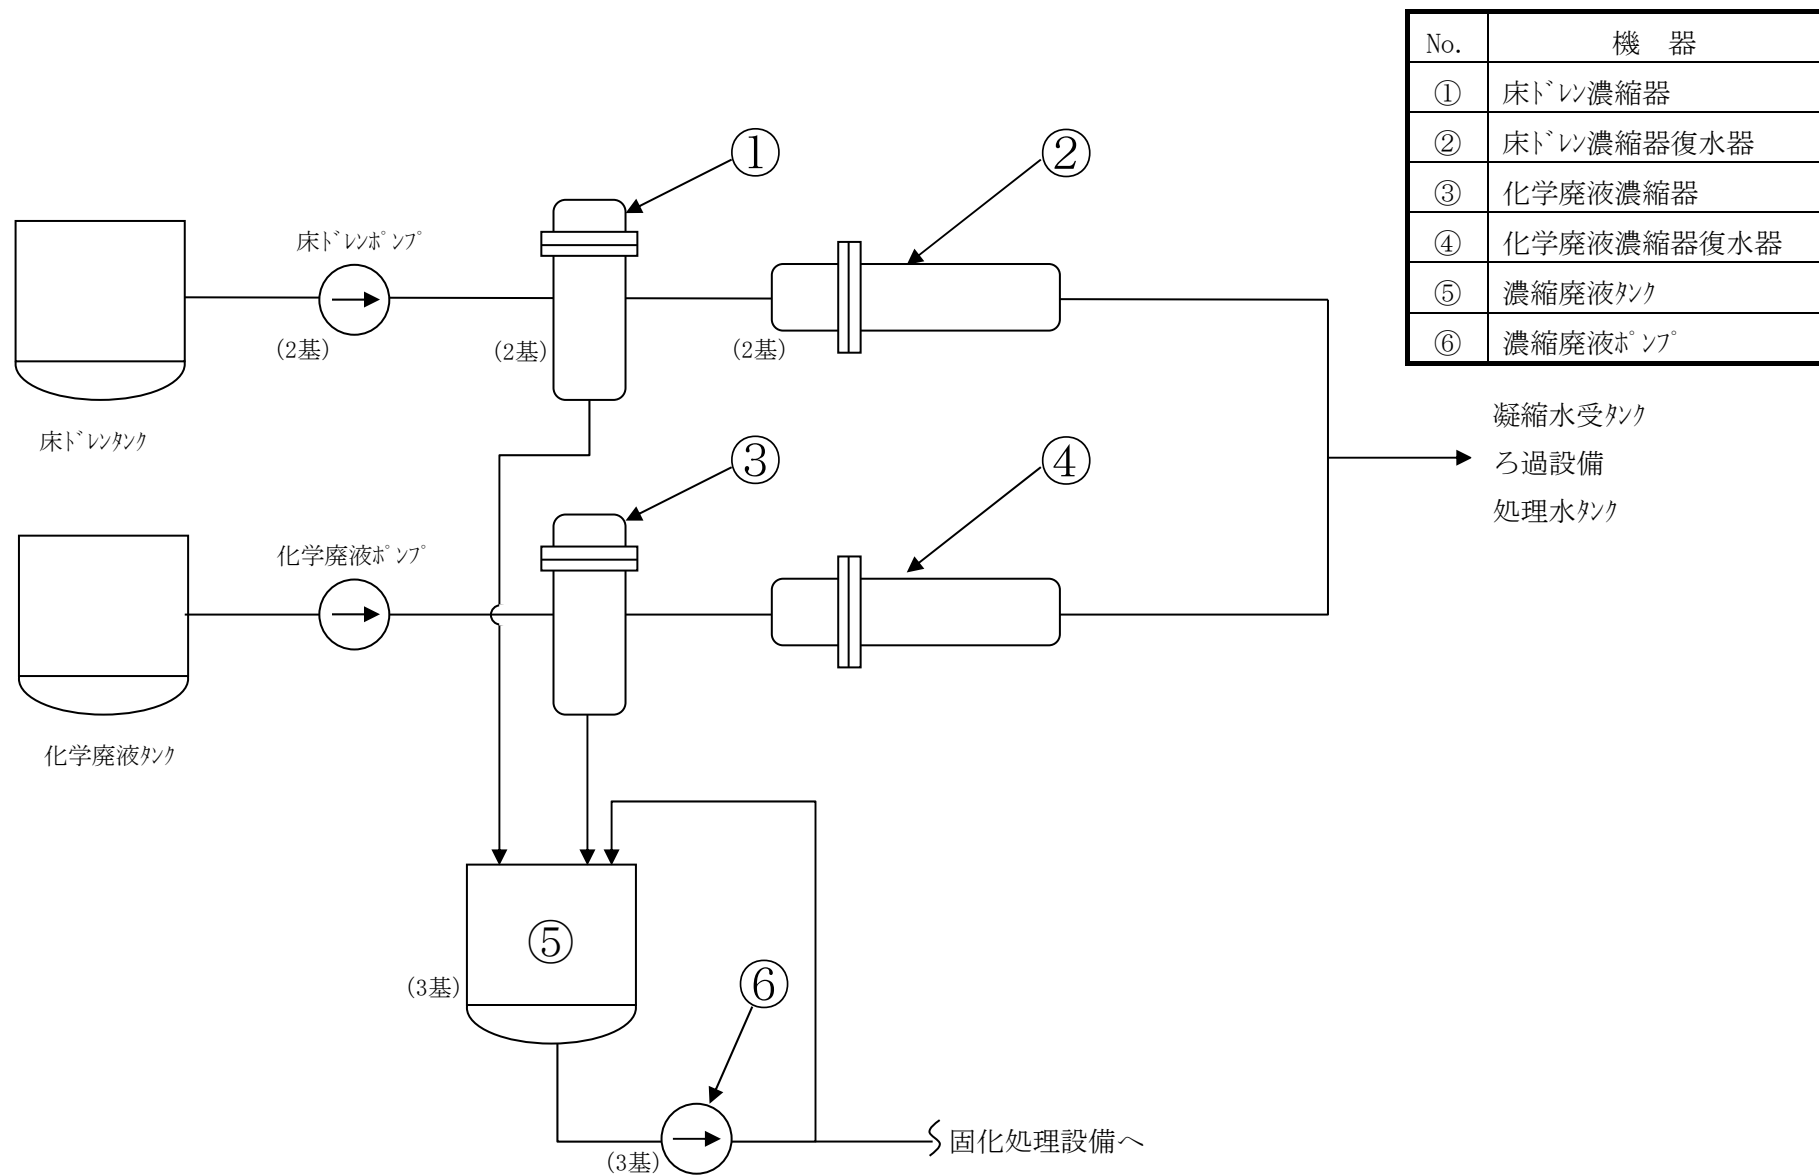 No. 機 器
① 床ﾄﾞﾚﾝ濃縮器
② 床ﾄﾞﾚﾝ濃縮器復水器
③ 化学廃液濃縮器
④ 化学廃液濃縮器復水器
⑤ 濃縮廃液ﾀﾝｸ
⑥ 濃縮廃液ﾎﾟﾝﾌﾟ
①
②
床ﾄﾞﾚﾝﾎﾟﾝﾌﾟ
(2基)
(2基)
(2基)
床ﾄﾞﾚﾝﾀﾝｸ
凝縮水受ﾀﾝｸ
ろ過設備
処理水ﾀﾝｸ
③
④
化学廃液ﾎﾟﾝﾌﾟ
化学廃液ﾀﾝｸ
⑤
(3基)
⑥
(3基)
固化処理設備へ